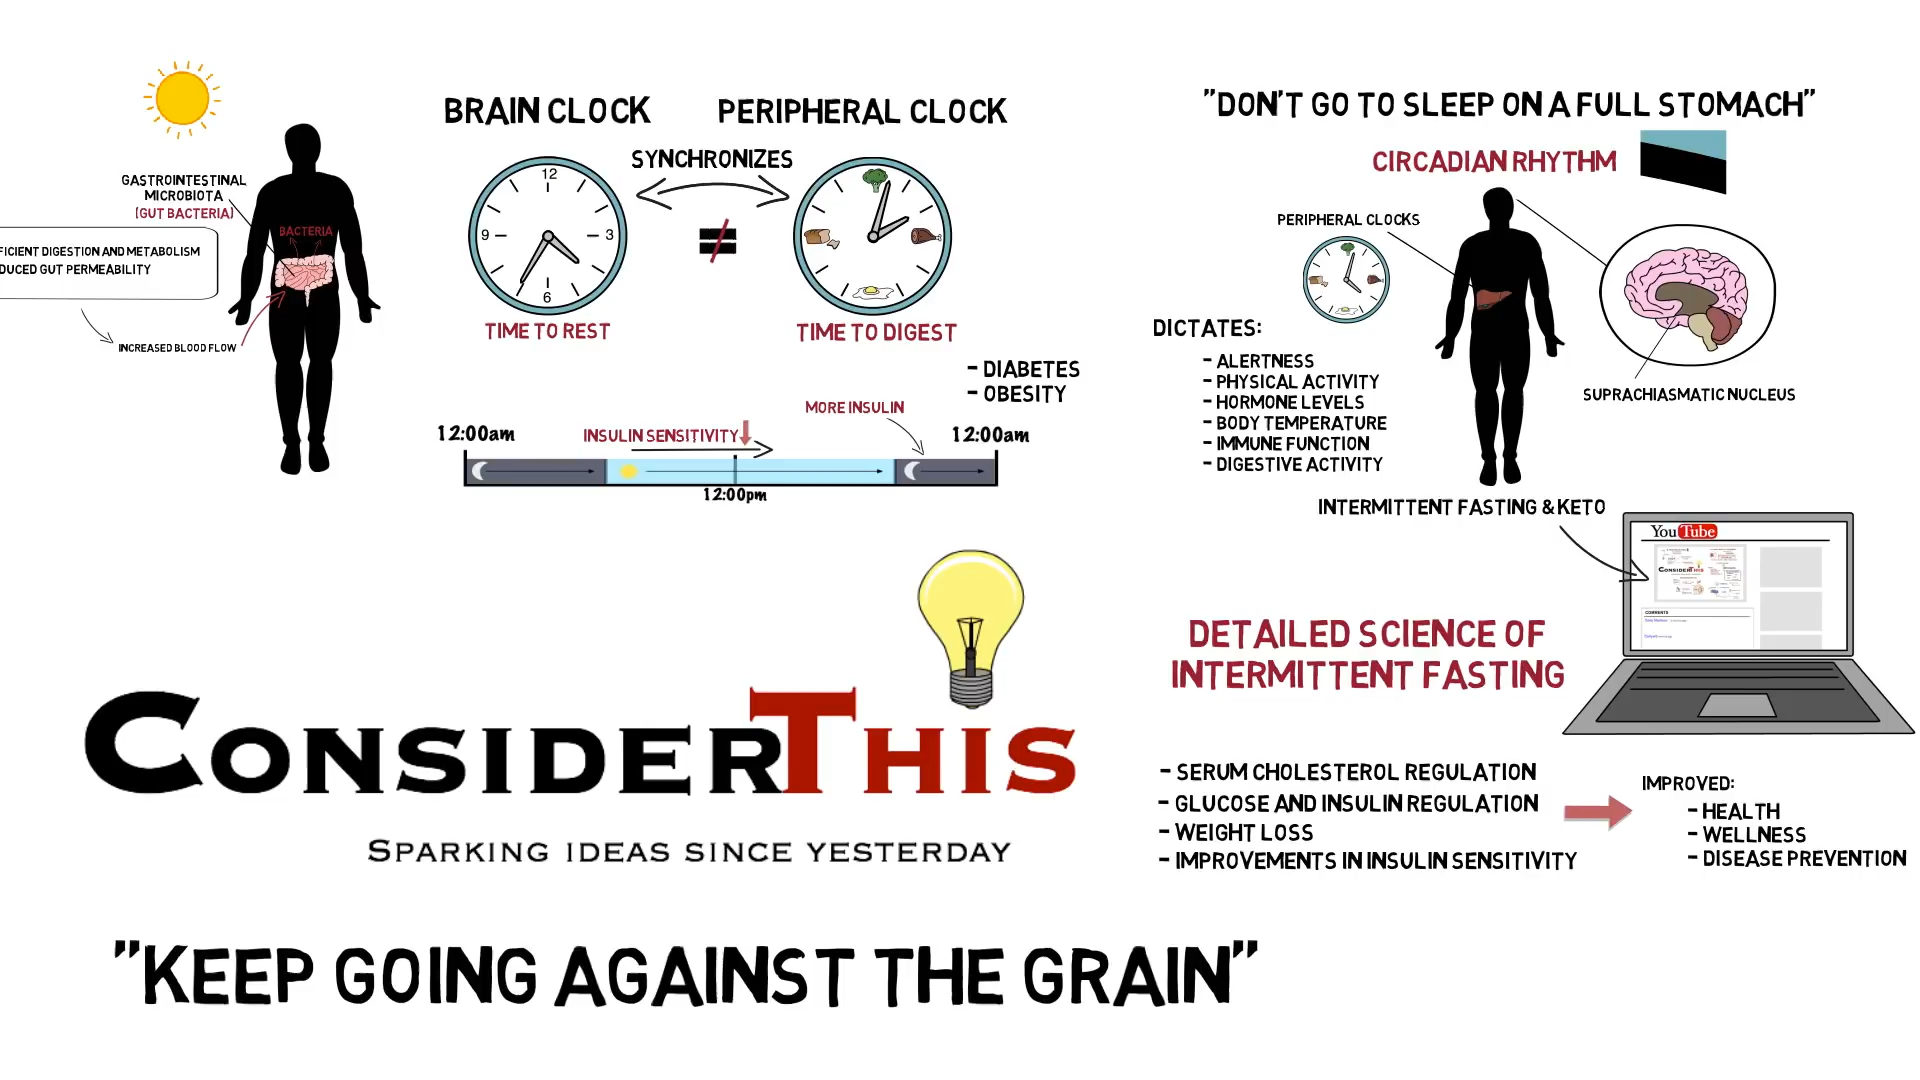 GASTROINTESTINAL
MICROBIOTA
(GUT BACTERIA)
BACTERIA
FICIENT DIGESTION AND METABOLISM
DUCED GUT PERMEABILITY
INCREASED BLOOD FLOW
BRAIN CLOCK
PERIPHERAL CLOCK
SYNCHRONIZES
12
9
3
6
=
TIME TO REST
TIME TO DIGEST
- DIABETES
- OBESITY
MORE INSULIN
INSULIN SENSITIVITY
12:00am
12:00am
12:00pm
"DON'T GO TO SLEEP ON A FULL STOMACH"
CIRCADIAN RHYTHM
PERIPHERAL CLOCKS
DICTATES:
- ALERTNESS
- PHYSICAL ACTIVITY
- HORMONE LEVELS
- BODY TEMPERATURE
- IMMUNE FUNCTION
- DIGESTIVE ACTIVITY
SUPRACHIASMATIC NUCLEUS
INTERMITTENT FASTING & KETO
YouTube
CONSIDERTHIS
COMMENTS
DETAILED SCIENCE OF
INTERMITTENT FASTING
- SERUM CHOLESTEROL REGULATION
- GLUCOSE AND INSULIN REGULATION
- WEIGHT LOSS
- IMPROVEMENTS IN INSULIN SENSITIVITY
IMPROVED:
- HEALTH
- WELLNESS
- DISEASE PREVENTION
CONSIDERTHIS
SPARKING IDEAS SINCE YESTERDAY
"KEEP GOING AGAINST THE GRAIN"